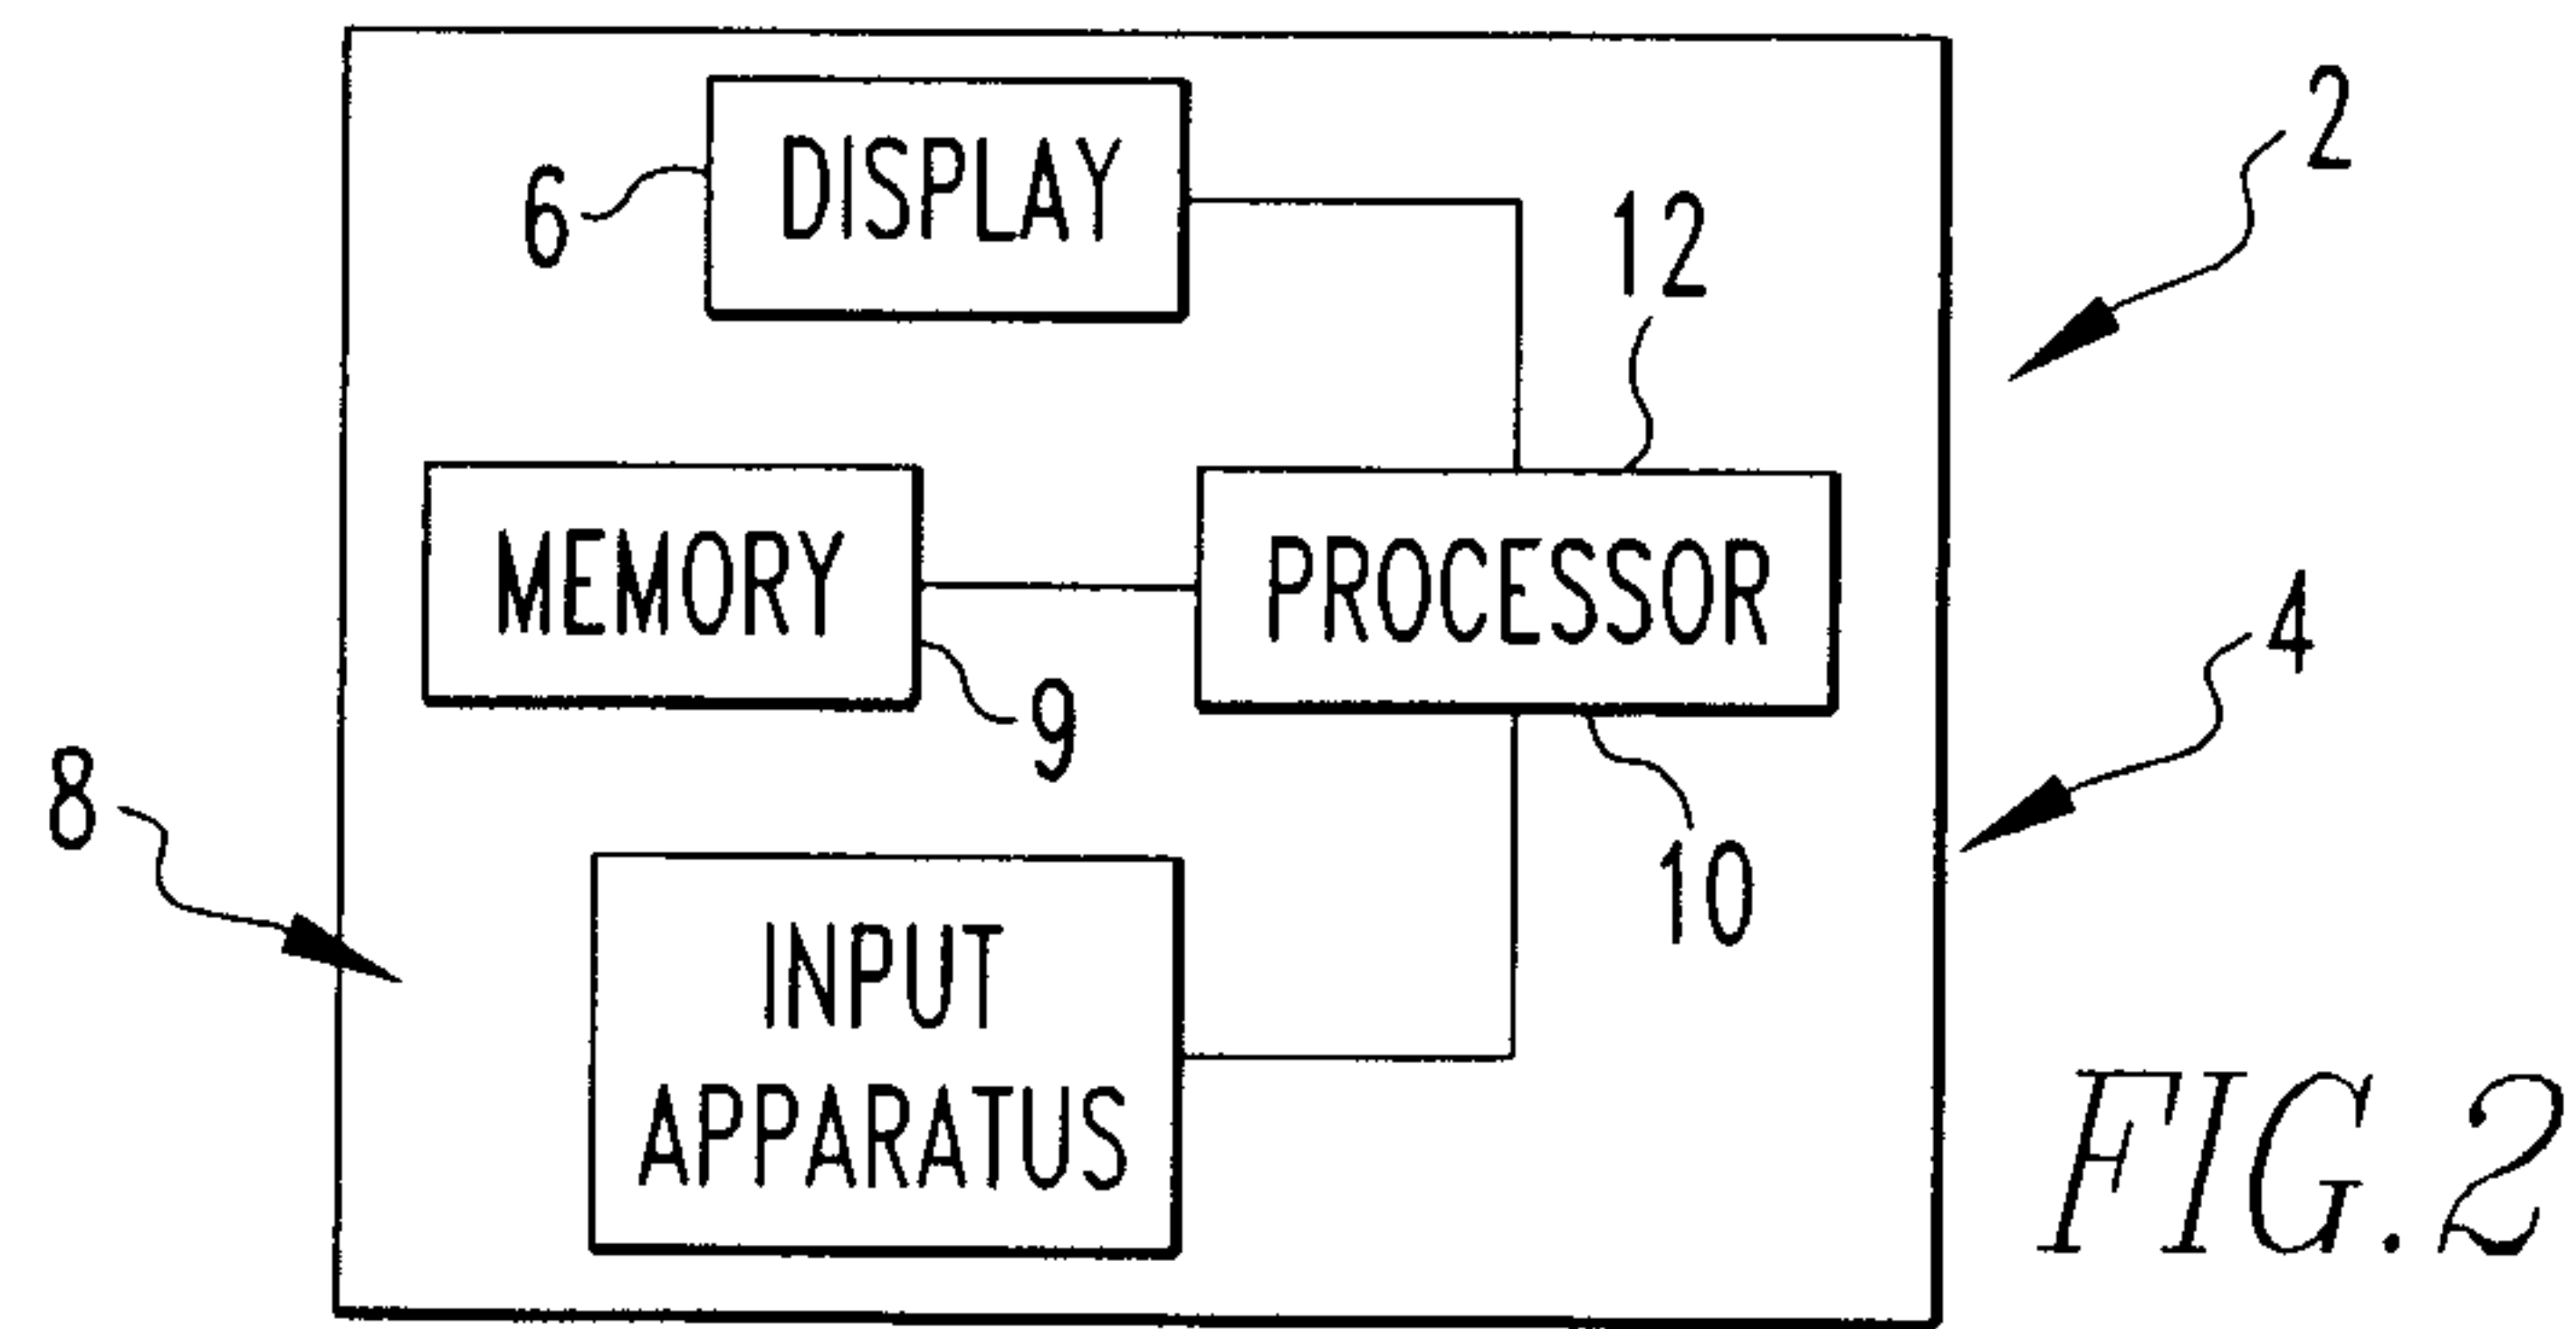 2
DISPLAY
6
12
MEMORY
PROCESSOR
4
9
8
10
INPUT
APPARATUS
FIG.2